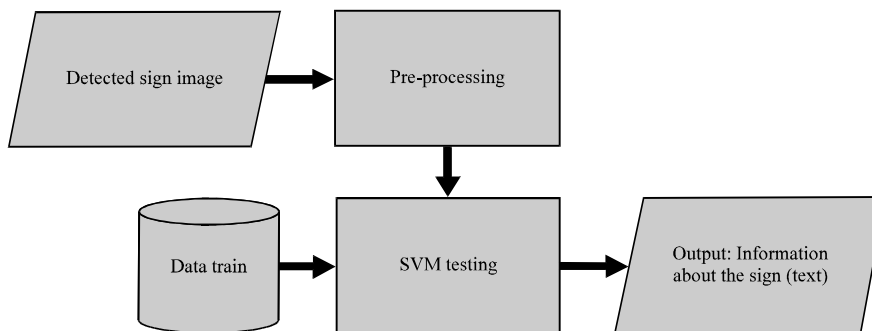 Detected sign image
Pre-processing
Data train
SVM testing
Output: Information
about the sign (text)